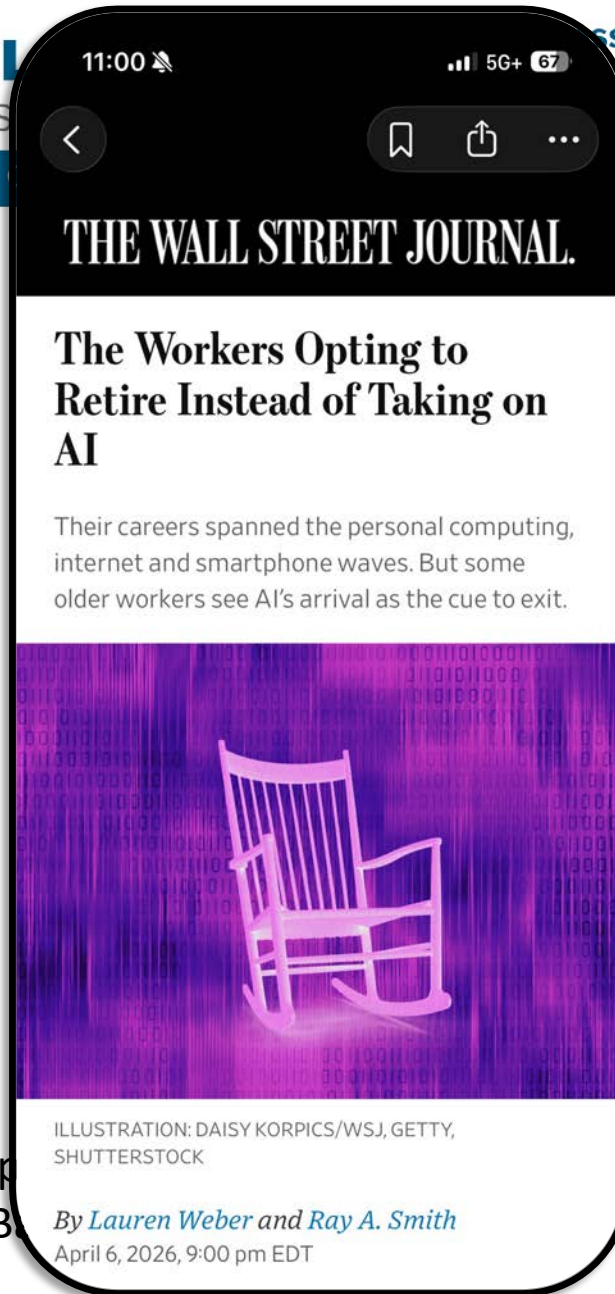 11:00
5G+ 67
THE WALL STREET JOURNAL.
The Workers Opting to
Retire Instead of Taking on
AI
Their careers spanned the personal computing,
internet and smartphone waves. But some
older workers see AI’s arrival as the cue to exit.
ILLUSTRATION: DAISY KORPICS/WSJ, GETTY,
SHUTTERSTOCK
By Lauren Weber and Ray A. Smith
April 6, 2026, 9:00 pm EDT